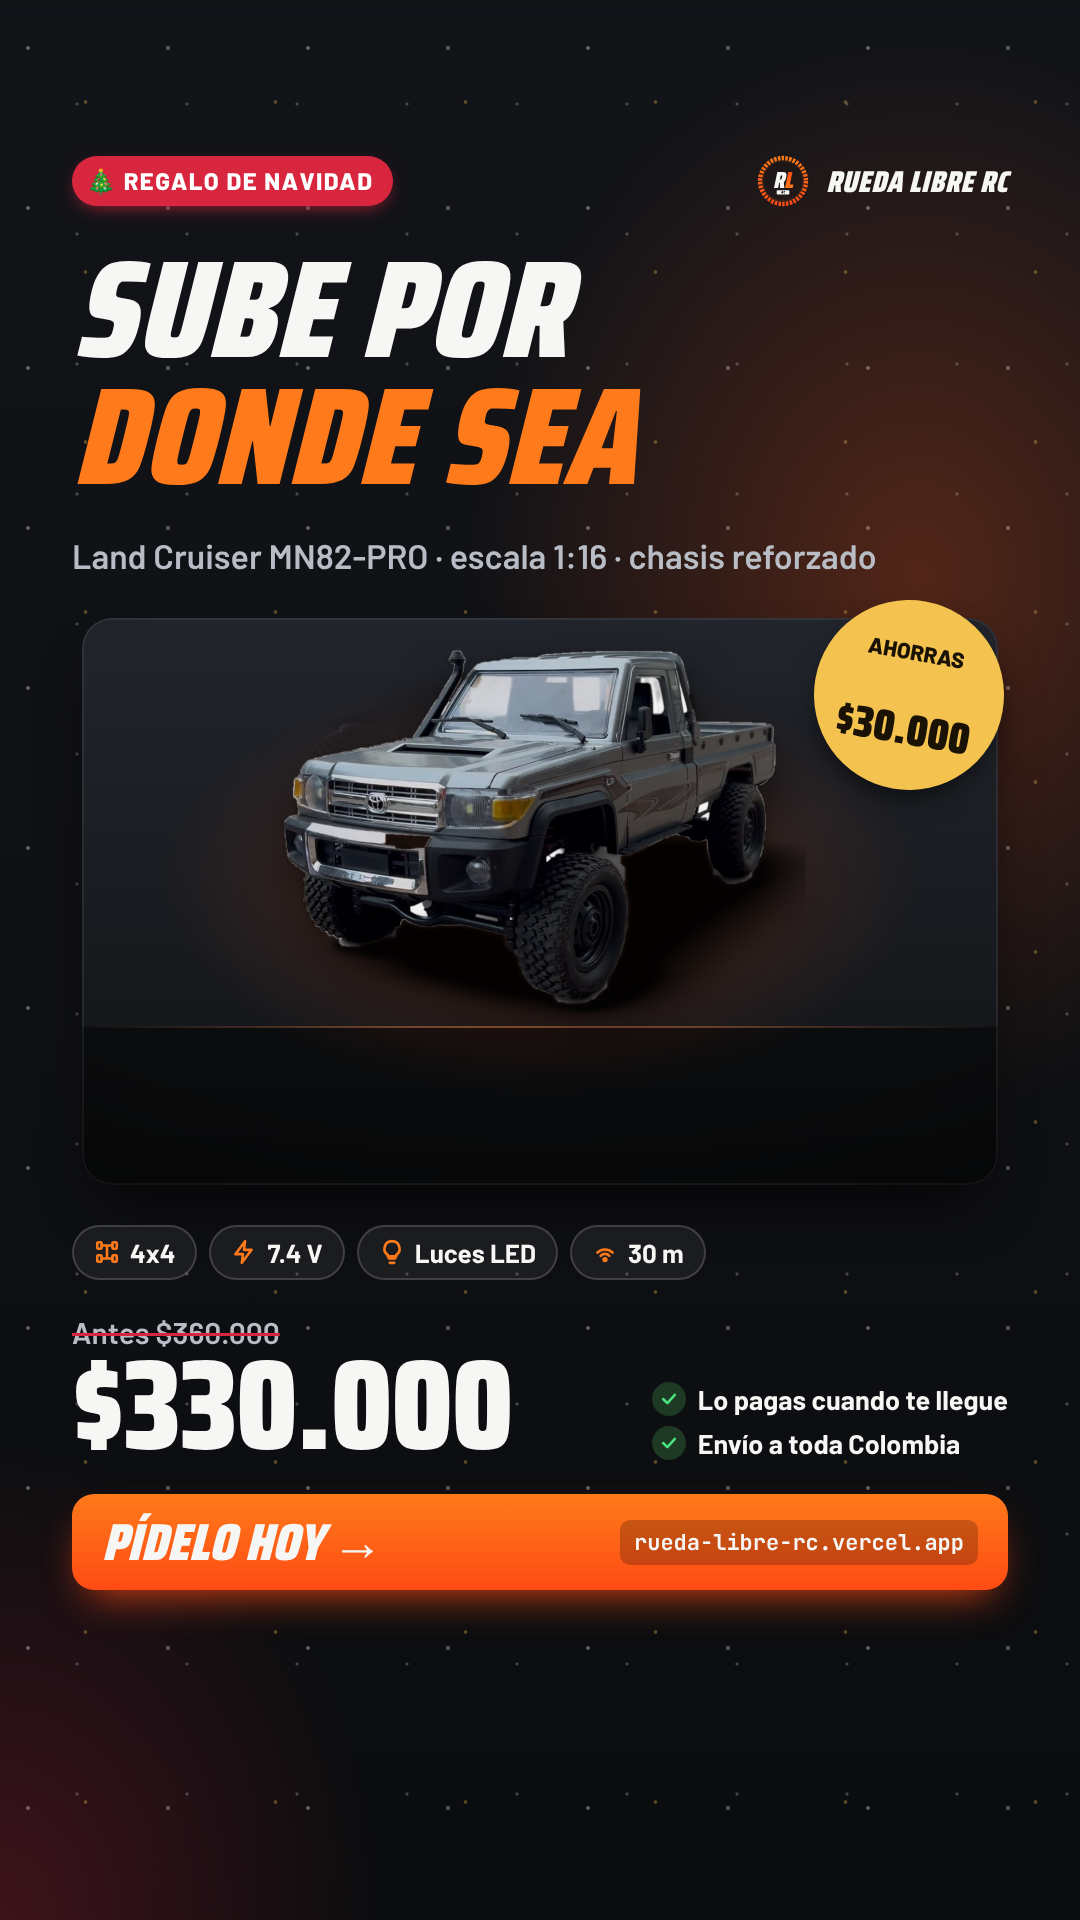 🎄 REGALO DE NAVIDAD
RL
RUEDA LIBRE RC
SUBE POR
DONDE SEA
Land Cruiser MN82-PRO · escala 1:16 · chasis reforzado
AHORRAS
$30.000
4x4
7.4 V
Luces LED
30 m
Antes $360.000
$330.000
Lo pagas cuando te llegue
Envío a toda Colombia
PÍDELO HOY →
rueda-libre-rc.vercel.app